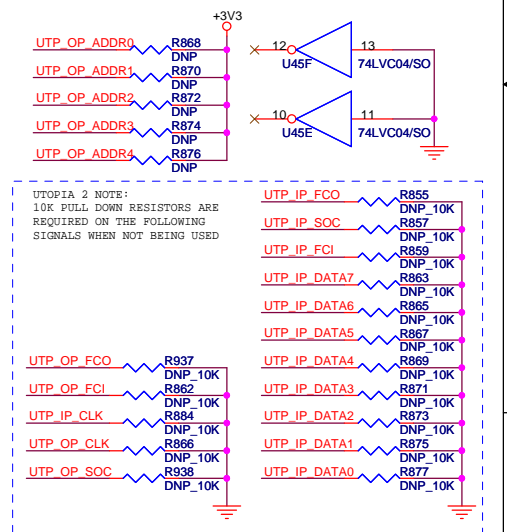 +3V3
UTP_OP_ADDR0 R868
DNP
UTP_OP_ADDR1 R870
DNP
UTP_OP_ADDR2 R872
DNP
UTP_OP_ADDR3 R874
DNP
UTP_OP_ADDR4 R876
DNP
12 13
U45F 74LVC04/SO
10 11
U45E 74LVC04/SO
UTOPIA 2 NOTE:
10K PULL DOWN RESISTORS ARE
REQUIRED ON THE FOLLOWING
SIGNALS WHEN NOT BEING USED
UTP_OP_FCO R937
DNP_10K
UTP_OP_FCI R862
DNP_10K
UTP_IP_CLK R884
DNP_10K
UTP_OP_CLK R866
DNP_10K
UTP_OP_SOC R938
DNP_10K
UTP_IP_FCO R855
DNP_10K
UTP_IP_SOC R857
DNP_10K
UTP_IP_FCI R859
DNP_10K
UTP_IP_DATA7 R863
DNP_10K
UTP_IP_DATA6 R865
DNP_10K
UTP_IP_DATA5 R867
DNP_10K
UTP_IP_DATA4 R869
DNP_10K
UTP_IP_DATA3 R871
DNP_10K
UTP_IP_DATA2 R873
DNP_10K
UTP_IP_DATA1 R875
DNP_10K
UTP_IP_DATA0 R877
DNP_10K